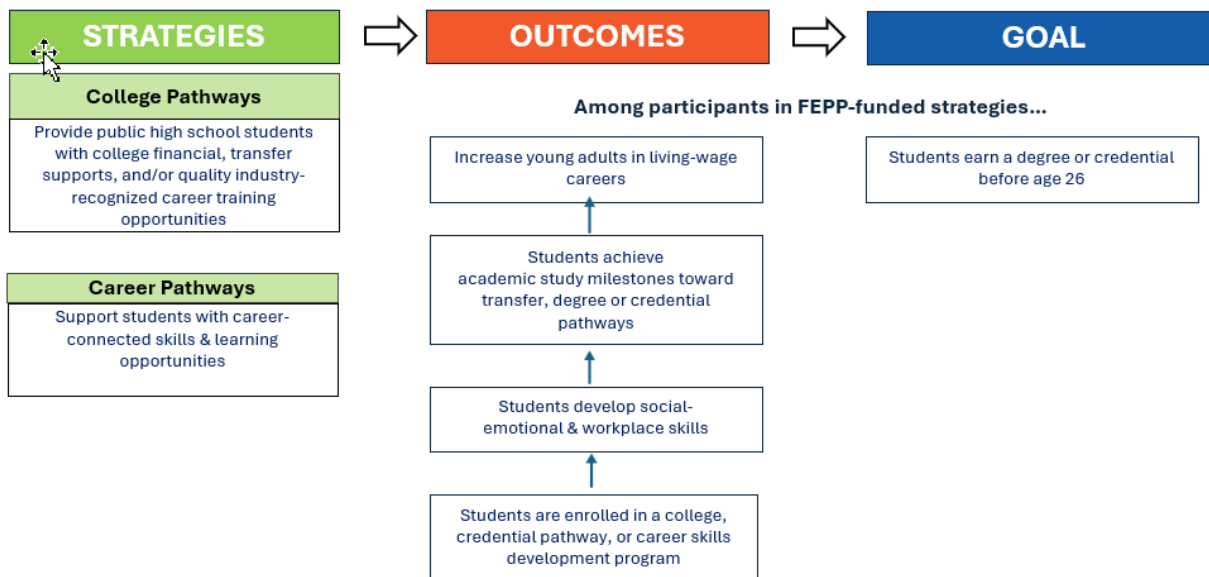 STRATEGIES
OUTCOMES
GOAL
College Pathways
Provide public high school students
with college financial, transfer
supports, and/or quality industry-
recognized career training
opportunities
Career Pathways
Support students with career-
connected skills & learning
opportunities
Among participants in FEPP-funded strategies...
Increase young adults in living-wage
careers
Students achieve
academic study milestones toward
transfer, degree or credential
pathways
Students develop social-
emotional & workplace skills
Students are enrolled in a college,
credential pathway, or career skills
development program
Students earn a degree or credential
before age 26